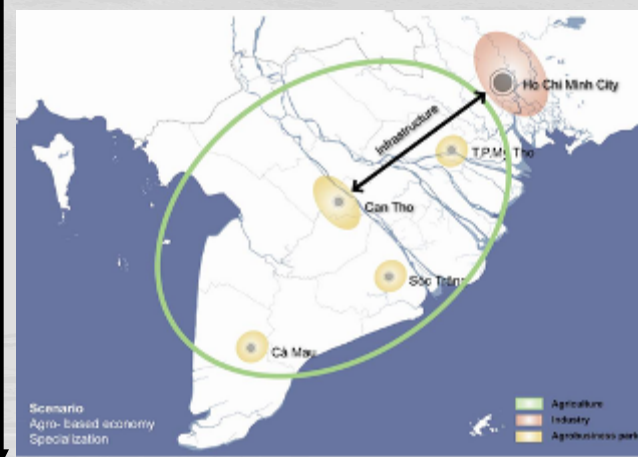 Ho Chi Minh City
Infrastructure
T.P.Mỹ Tho
Can Tho
Sóc Trăng
Cà Mau
Scenario
Agro- based economy
Specialization
Agriculture
Industry
Agrobusiness park